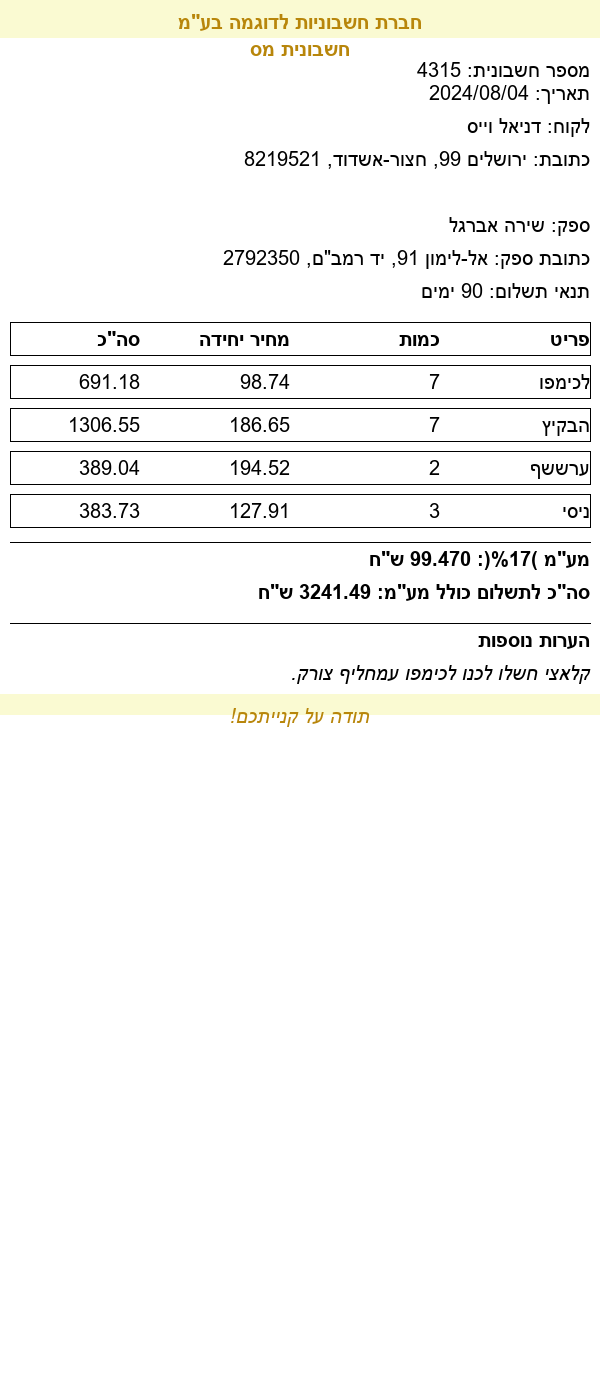 חברת חשבוניות לדוגמה בע"מ
חשבונית מס
מספר חשבונית: 4315
תאריך: 2024/08/04
לקוח: דניאל וייס
כתובת: ירושלים 99, חצור-אשדוד, 8219521
ספק: שירה אברגל
כתובת ספק: אל-לימון 91, יד רמב"ם, 2792350
תנאי תשלום: 90 ימים
פריט כמות מחיר יחידה סה"כ
לכימפו 7 98.74 691.18
הבקיץ 7 186.65 1306.55
ערששף 2 194.52 389.04
ניסי 3 127.91 383.73
מע"מ )17%(: 99.470 ש"ח
סה"כ לתשלום כולל מע"מ: 3241.49 ש"ח
הערות נוספות
קלאצי חשלו לכנו לכימפו עמחליף צורק.
תודה על קנייתכם!